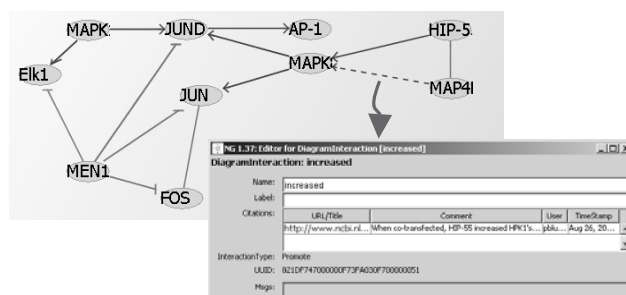 MAPK JUND AP-1 HIP-5
Elk1 MAPK
JUN MAP4
MEN1
FOS
NG 1.37: Editor for DiagramInteraction [increased]
DiagramInteraction: increased
Name: increased
Label:
Citations: URL/Title Comment User TimeStamp
http://www.ncbi.nl... When co-transfected, HIP-55 increased HPK1's... pblu... Aug 26, 20...
InteractionType: Promote
UUID: 821DF747000000F73FA030F700000051
Msgs: